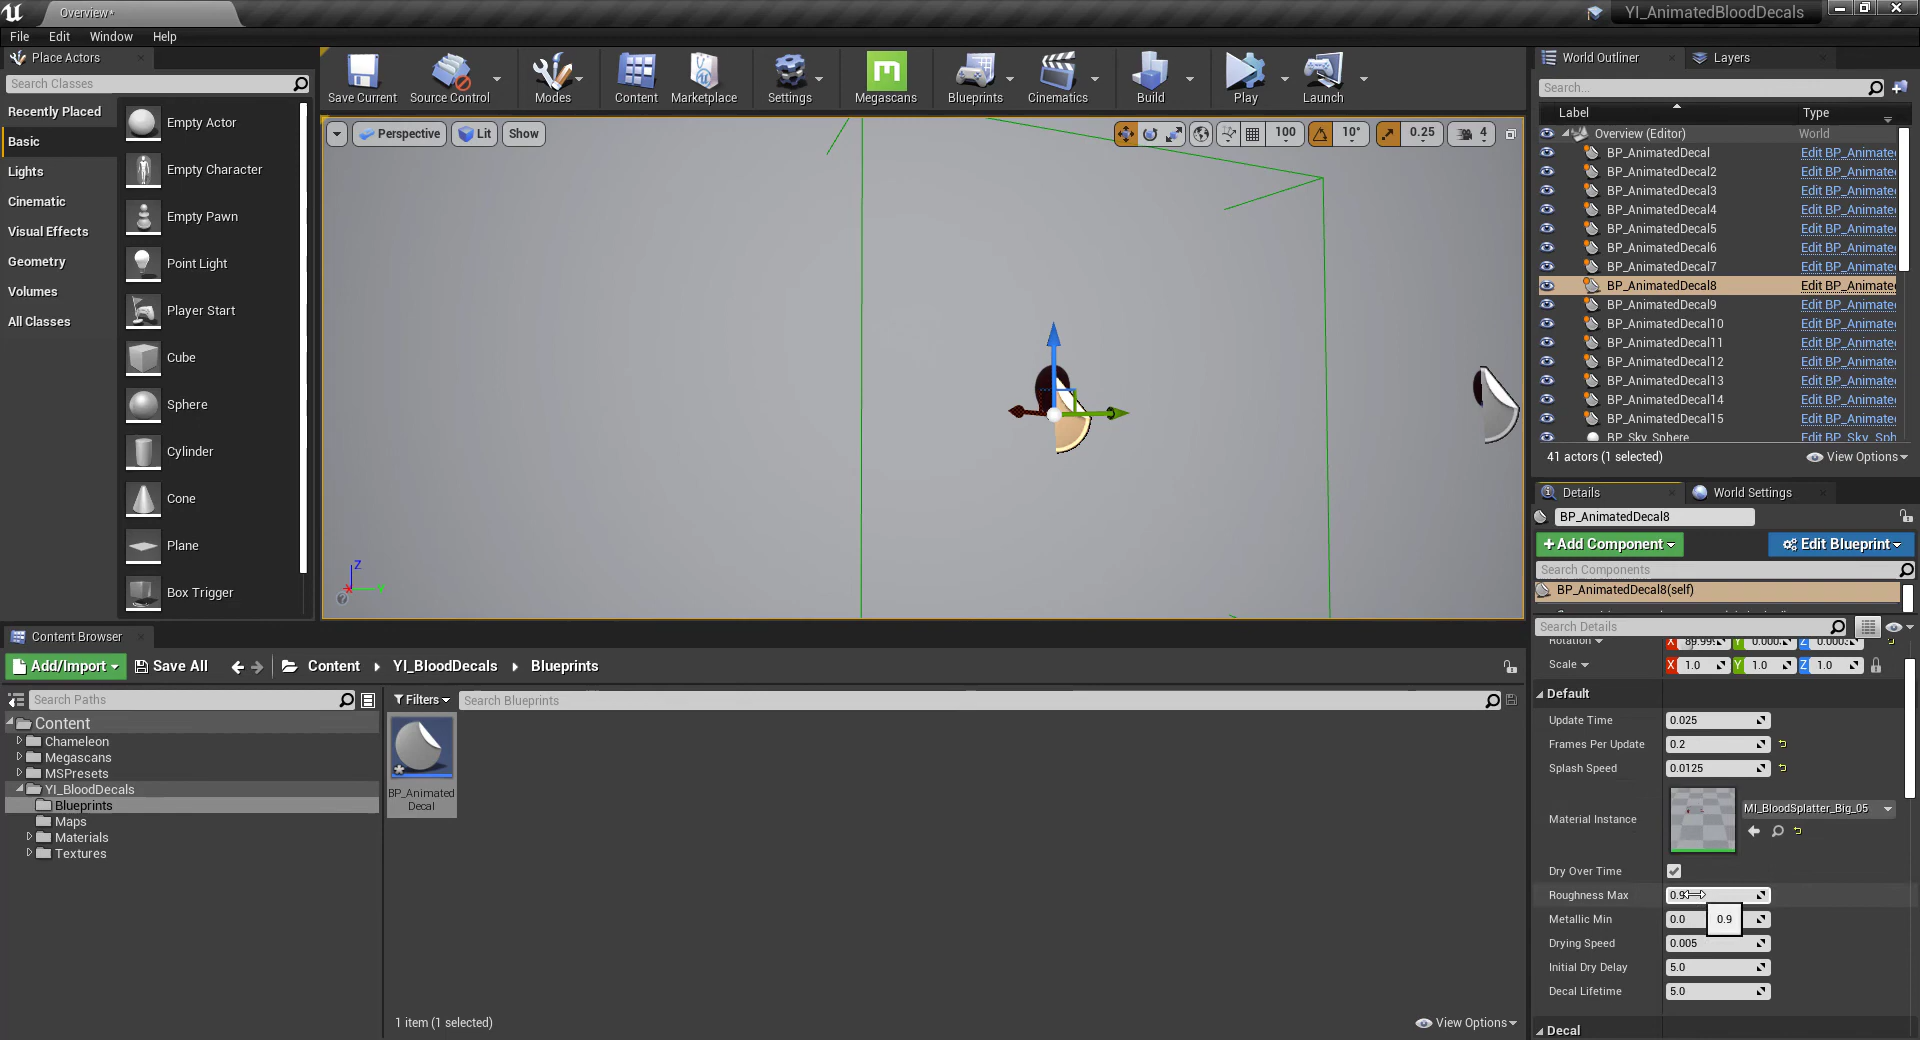 Overview*
YI_AnimatedBloodDecals
File Edit Window Help
Place Actors
Search Classes
Recently Placed
Basic
Lights
Cinematic
Visual Effects
Geometry
Volumes
All Classes
Empty Actor
Empty Character
Empty Pawn
Point Light
Player Start
Cube
Sphere
Cylinder
Cone
Plane
Box Trigger
Save Current
Source Control
Modes
Content
Marketplace
Settings
Megascans
Blueprints
Cinematics
Build
Play
Launch
Perspective
Lit
Show
100
10°
0.25
4
Z
Y
X
World Outliner
Layers
Search...
Label Type
Overview (Editor) World
BP_AnimatedDecal Edit BP_Animate
BP_AnimatedDecal2 Edit BP_Animate
BP_AnimatedDecal3 Edit BP_Animate
BP_AnimatedDecal4 Edit BP_Animate
BP_AnimatedDecal5 Edit BP_Animate
BP_AnimatedDecal6 Edit BP_Animate
BP_AnimatedDecal7 Edit BP_Animate
BP_AnimatedDecal8 Edit BP_Animate
BP_AnimatedDecal9 Edit BP_Animate
BP_AnimatedDecal10 Edit BP_Animate
BP_AnimatedDecal11 Edit BP_Animate
BP_AnimatedDecal12 Edit BP_Animate
BP_AnimatedDecal13 Edit BP_Animate
BP_AnimatedDecal14 Edit BP_Animate
BP_AnimatedDecal15 Edit BP_Animate
BP_Sky_Sphere Edit BP_Sky_Sph
41 actors (1 selected)
View Options
Details
World Settings
BP_AnimatedDecal8
+Add Component
Edit Blueprint
Search Components
BP_AnimatedDecal8(self)
Search Details
Rotation X Y 0.000 Z
Scale X 1.0 Y 1.0 Z 1.0
Default
Update Time 0.025
Frames Per Update 0.2
Splash Speed 0.0125
Material Instance MI_BloodSplatter_Big_05
Dry Over Time
Roughness Max 0.9
Metallic Min 0.0
0.9
Drying Speed 0.005
Initial Dry Delay 5.0
Decal Lifetime 5.0
Decal
Content Browser
Add/Import
Save All
Content
YI_BloodDecals
Blueprints
Search Paths
Filters
Search Blueprints
Content
Chameleon
Megascans
MSPresets
YI_BloodDecals
Blueprints
Maps
Materials
Textures
BP_Animated
Decal
1 item (1 selected)
View Options